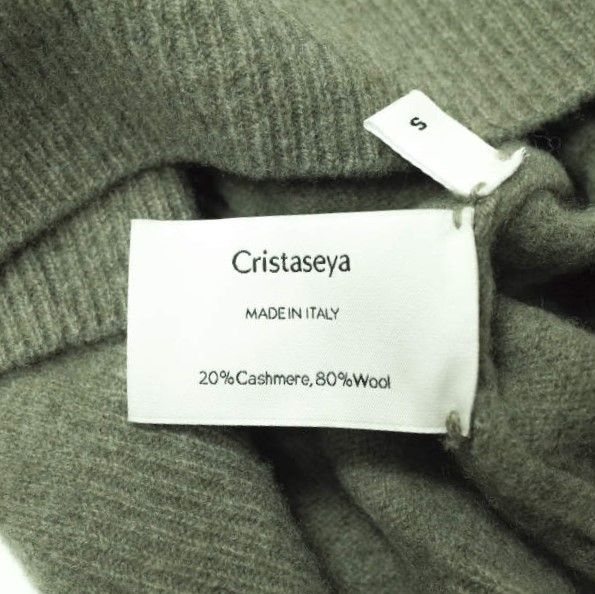 S
Cristaseya
MADE IN ITALY
20%Cashmere, 80%Wool